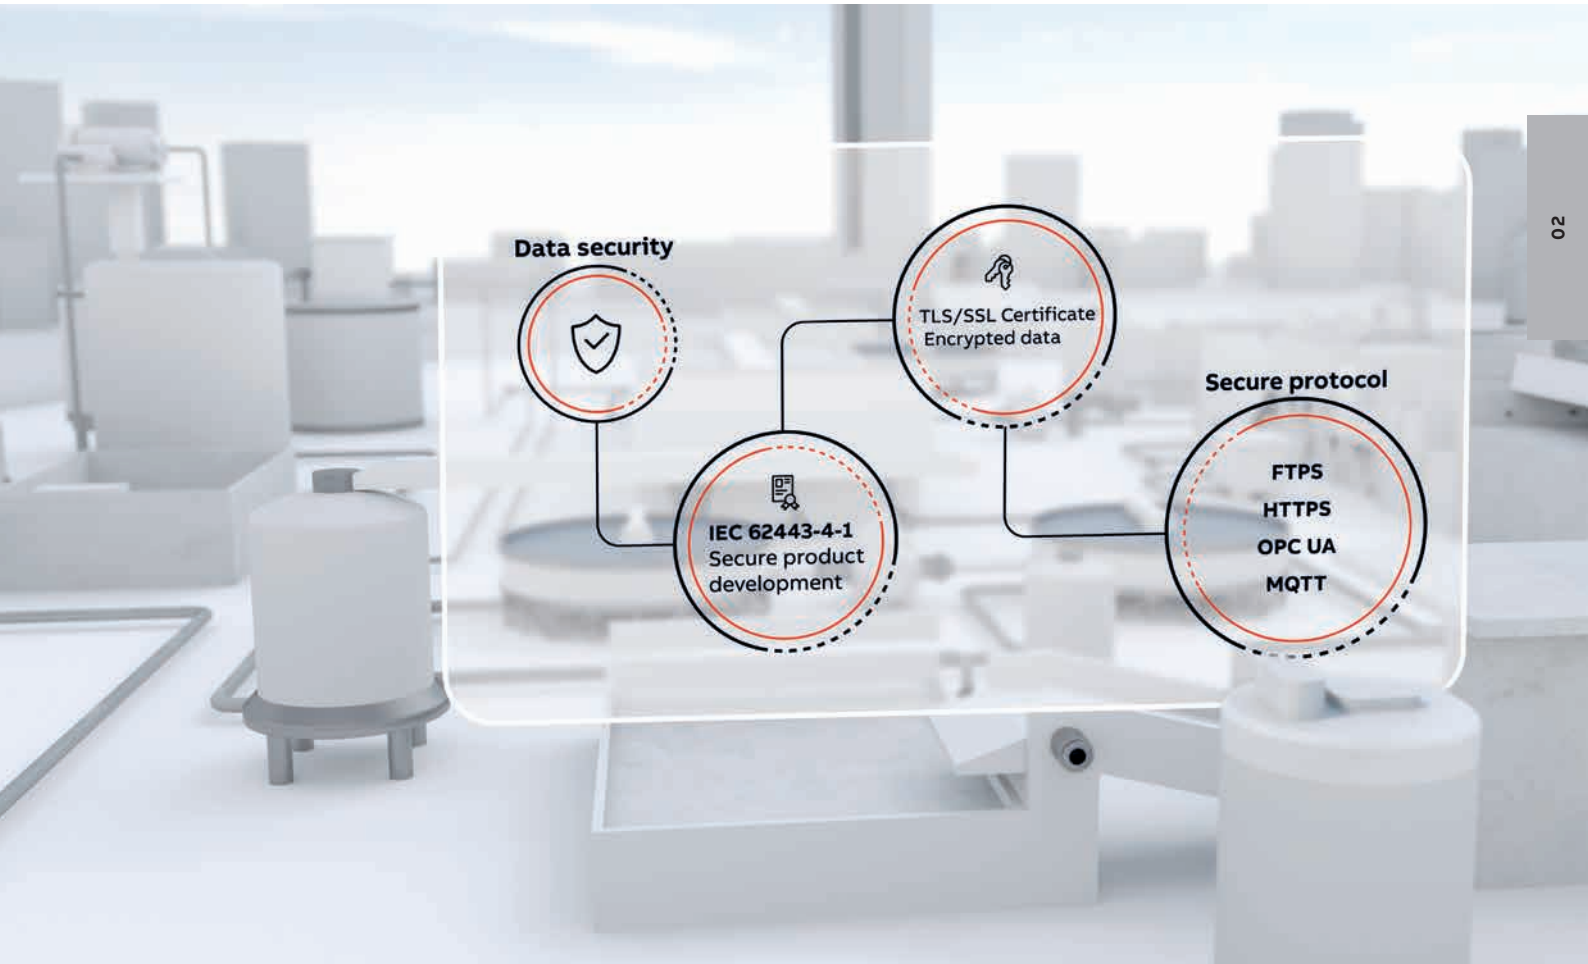 Data security
IEC 62443-4-1
Secure product
development
TLS/SSL Certificate
Encrypted data
Secure protocol
FTPS
HTTPS
OPC UA
MQTT
02